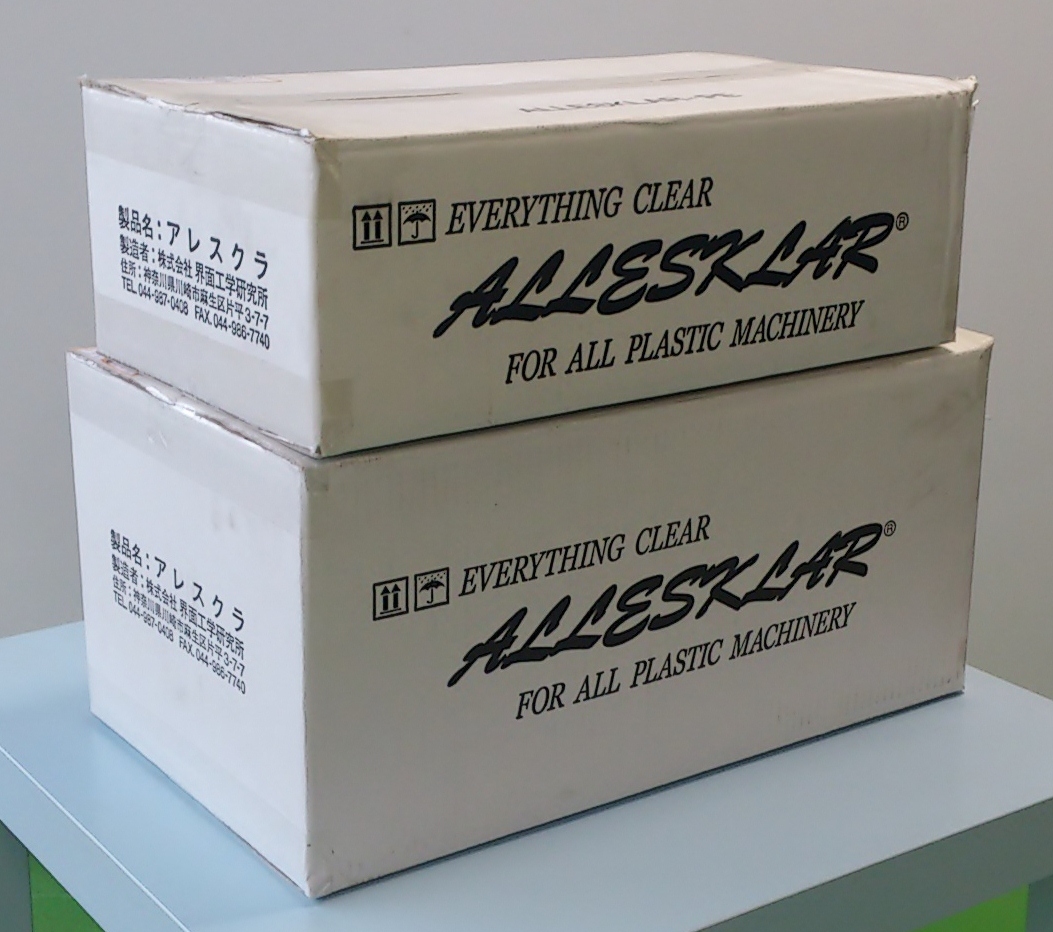 ALLESKLAR-PE
製品名：アレスクラ
製造者：株式会社 界面工学研究所
住所：神奈川県川崎市麻生区片平3-7-7
TEL.044-987-0408 FAX.044-986-7740
EVERYTHING CLEAR
ALLESKLAR®
FOR ALL PLASTIC MACHINERY
製品名：アレスクラ
製造者：株式会社 界面工学研究所
住所：神奈川県川崎市麻生区片平3-7-7
TEL.044-987-0408 FAX.044-986-7740
EVERYTHING CLEAR
ALLESKLAR®
FOR ALL PLASTIC MACHINERY